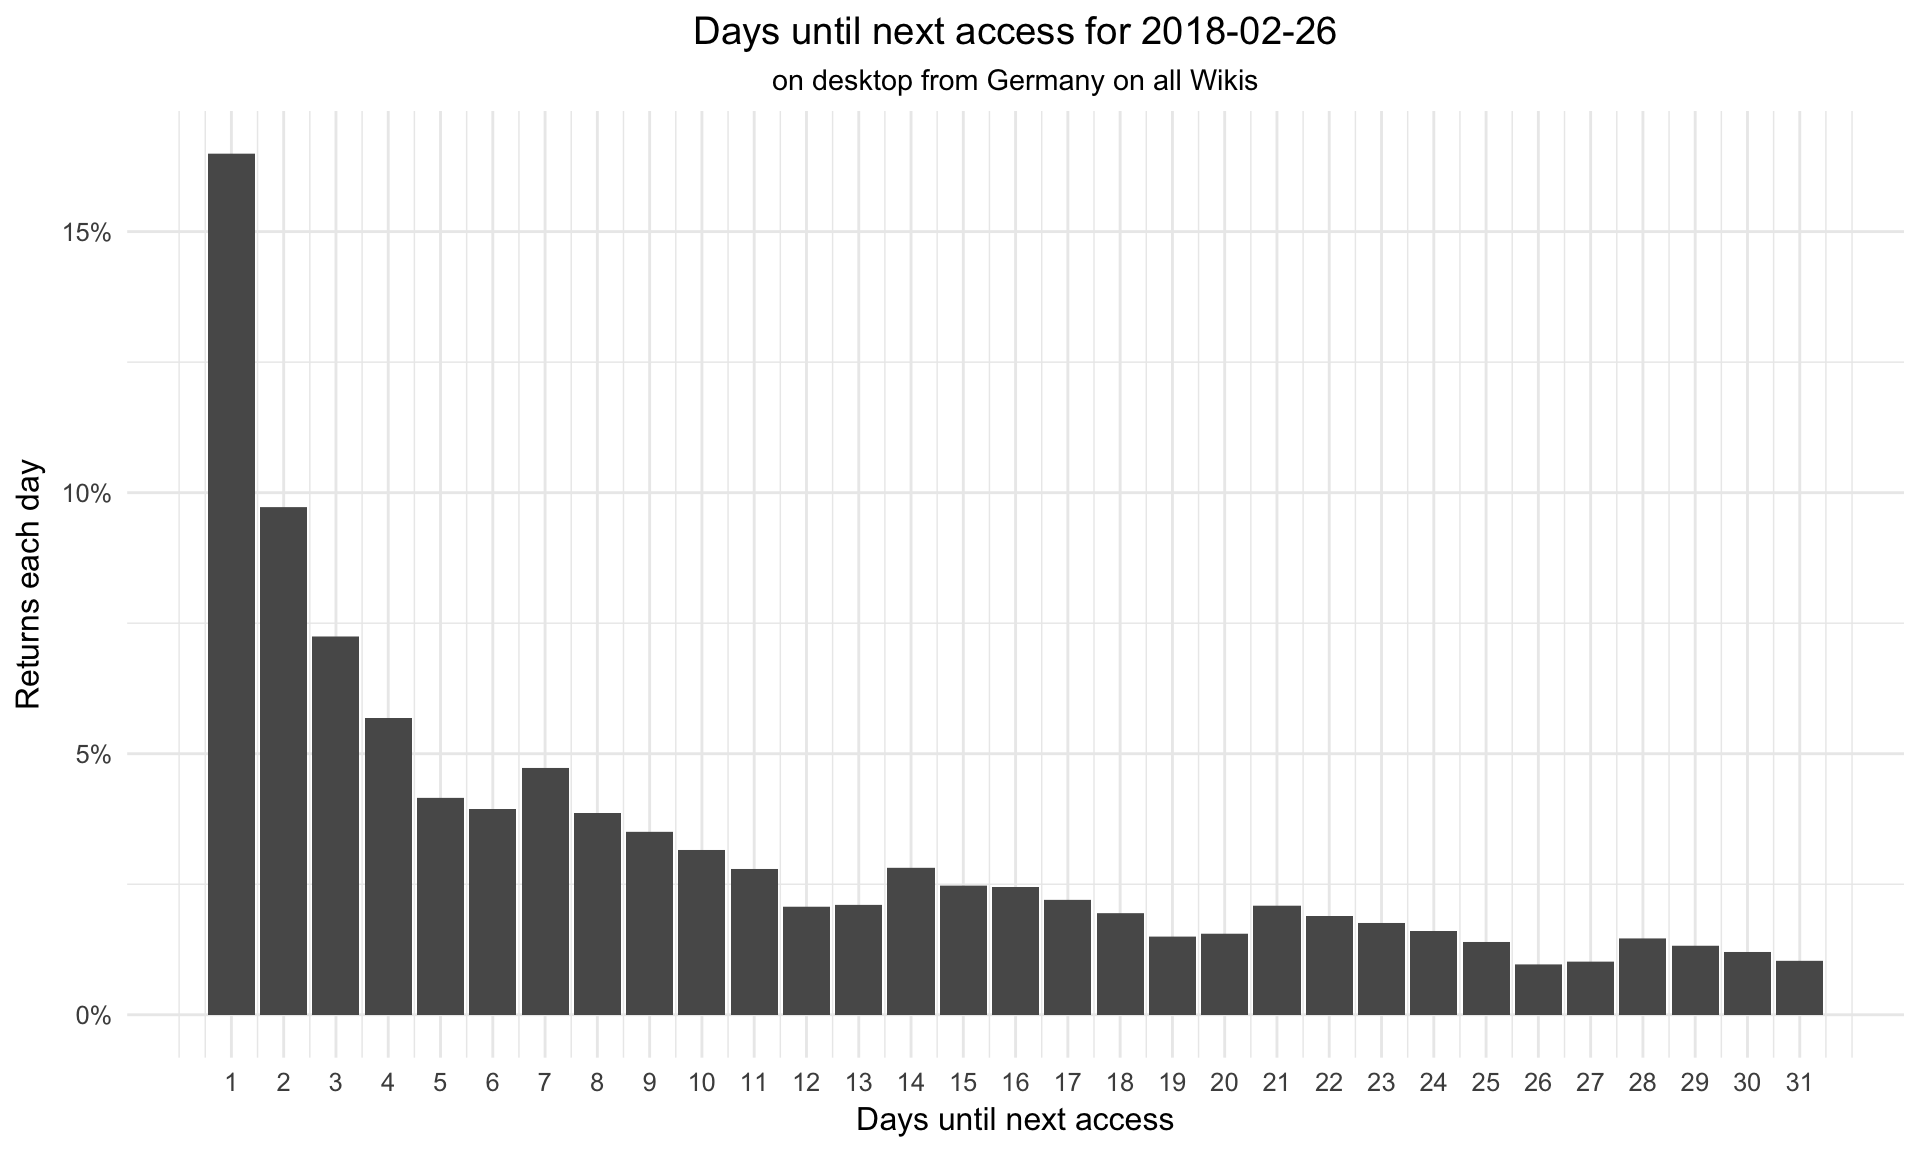 Days until next access for 2018-02-26
on desktop from Germany on all Wikis
Returns each day
15%
10%
5%
0%
1 2 3 4 5 6 7 8 9 10 11 12 13 14 15 16 17 18 19 20 21 22 23 24 25 26 27 28 29 30 31
Days until next access